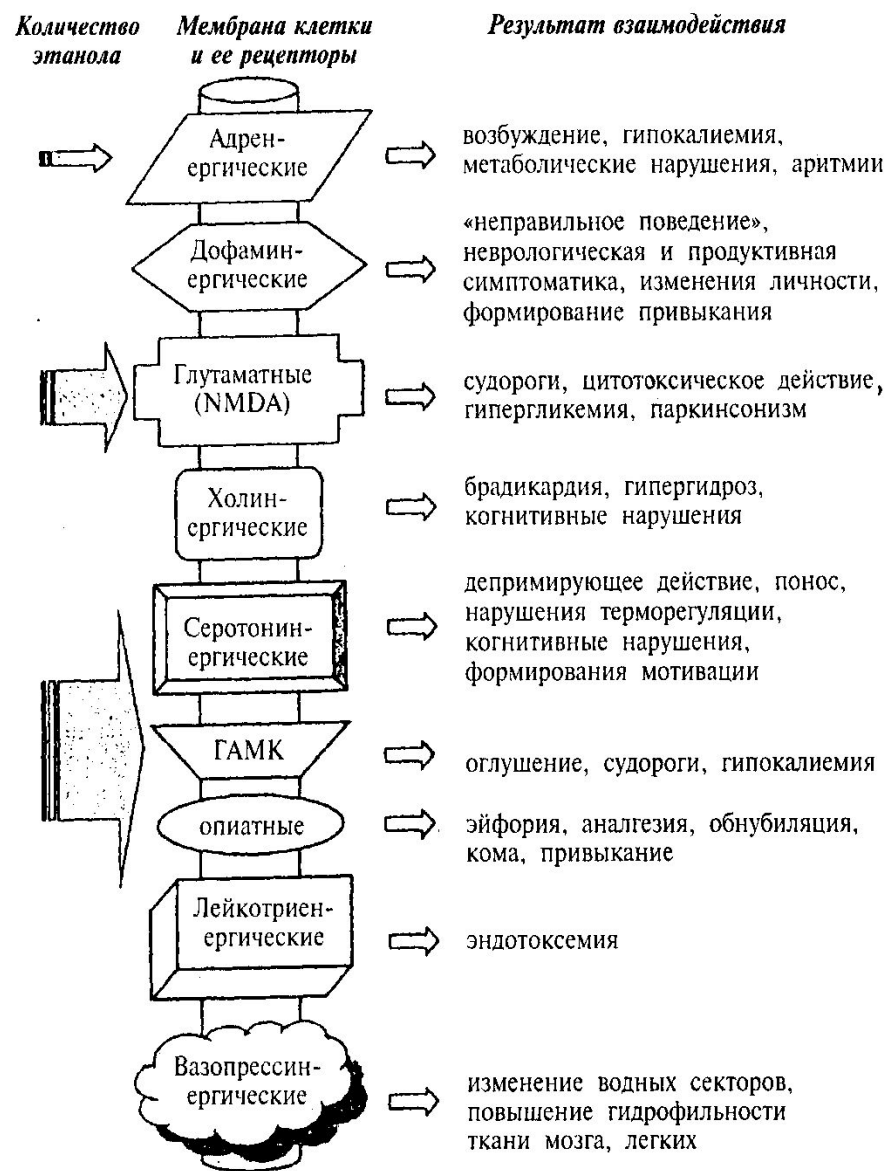 Количество этанола
Мембрана клетки и ее рецепторы
Результат взаимодействия
Адрен-
ергические
возбуждение, гипокалиемия,
метаболические нарушения, аритмии
Дофамин-
ергические
«неправильное поведение»,
неврологическая и продуктивная
симптоматика, изменения личности,
формирование привыкания
Глутаматные
(NMDA)
судороги, цитотоксическое действие,
гипергликемия, паркинсонизм
Холин-
ергические
брадикардия, гипергидроз,
когнитивные нарушения
Серотонин-
ергические
депримирующее действие, понос,
нарушения терморегуляции,
когнитивные нарушения,
формирования мотивации
ГАМК
оглушение, судороги, гипокалиемия
опиатные
эйфория, аналгезия, обнубиляция,
кома, привыкание
Лейкотриен-
ергические
эндотоксемия
Вазопрессин-
ергические
изменение водных секторов,
повышение гидрофильности
ткани мозга, легких